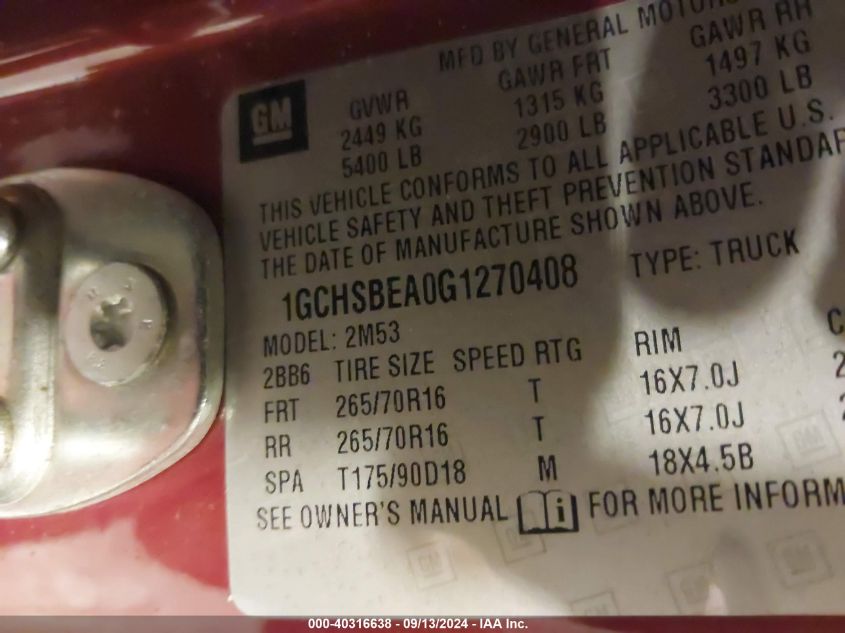 MFD BY GENERAL MOTORS
GM GVWR GAWR FRT GAWR RR
2449 KG 1315 KG 1497 KG
5400 LB 2900 LB 3300 LB
THIS VEHICLE CONFORMS TO ALL APPLICABLE U.S.
VEHICLE SAFETY AND THEFT PREVENTION STANDAR
THE DATE OF MANUFACTURE SHOWN ABOVE.
1GCHSBEA0G1270408 TYPE: TRUCK
MODEL: 2M53
2BB6 TIRE SIZE SPEED RTG RIM C
FRT 265/70R16 T 16X7.0J 2
RR 265/70R16 T 16X7.0J 2
SPA T175/90D18 M 18X4.5B
SEE OWNER'S MANUAL i FOR MORE INFORM
000-40316638 - 09/13/2024 - IAA Inc.